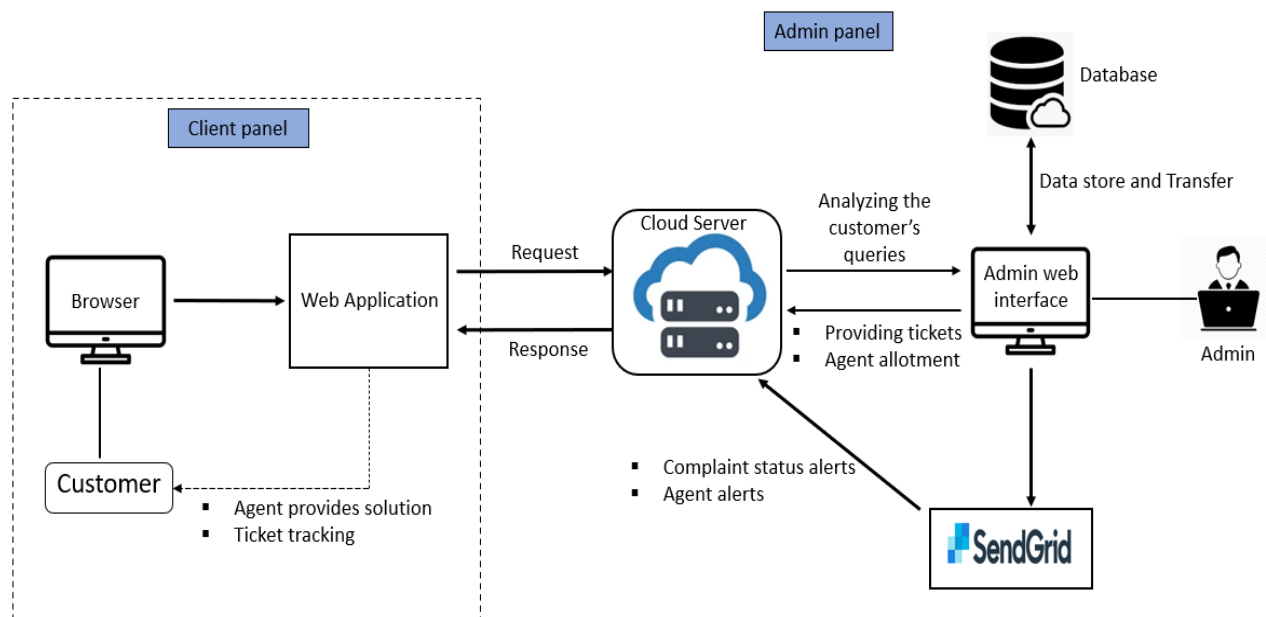 Admin panel
Database
Client panel
Data store and Transfer
Cloud Server
Analyzing the
customer's
queries
Request
Browser
Web Application
Admin web
interface
Response
▪ Providing tickets
▪ Agent allotment
Admin
▪ Complaint status alerts
▪ Agent alerts
Customer
▪ Agent provides solution
▪ Ticket tracking
SendGrid